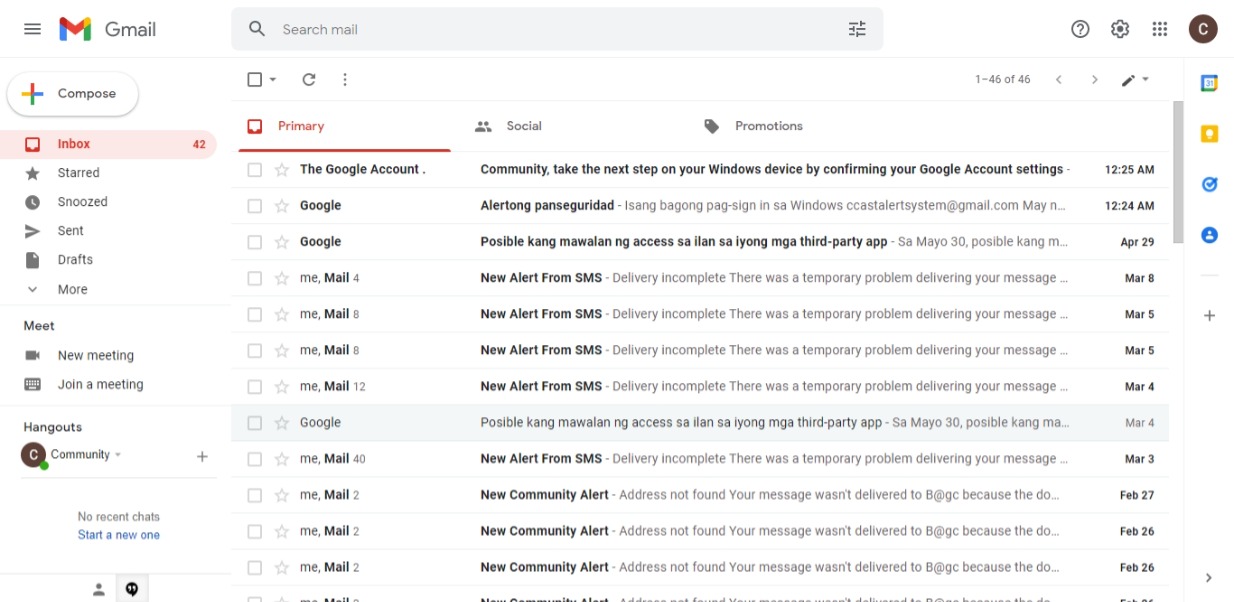 Gmail
Search mail
C
Compose
1–46 of 46
31
Primary
Social
Promotions
Inbox 42
Starred
Snoozed
Sent
Drafts
More
Meet
New meeting
Join a meeting
Hangouts
C Community
No recent chats
Start a new one
The Google Account . Community, take the next step on your Windows device by confirming your Google Account settings - 12:25 AM
Google Alertong panseguridad - Isang bagong pag-sign in sa Windows ccastalertsystem@gmail.com May n... 12:24 AM
Google Posible kang mawalan ng access sa ilan sa iyong mga third-party app - Sa Mayo 30, posible kang m... Apr 29
me, Mail 4 New Alert From SMS - Delivery incomplete There was a temporary problem delivering your message ... Mar 8
me, Mail 8 New Alert From SMS - Delivery incomplete There was a temporary problem delivering your message ... Mar 5
me, Mail 8 New Alert From SMS - Delivery incomplete There was a temporary problem delivering your message ... Mar 5
me, Mail 12 New Alert From SMS - Delivery incomplete There was a temporary problem delivering your message ... Mar 4
Google Posible kang mawalan ng access sa ilan sa iyong mga third-party app - Sa Mayo 30, posible kang ma... Mar 4
me, Mail 40 New Alert From SMS - Delivery incomplete There was a temporary problem delivering your message ... Mar 3
me, Mail 2 New Community Alert - Address not found Your message wasn't delivered to B@gc because the do... Feb 27
me, Mail 2 New Community Alert - Address not found Your message wasn't delivered to B@gc because the do... Feb 26
me, Mail 2 New Community Alert - Address not found Your message wasn't delivered to B@gc because the do... Feb 26